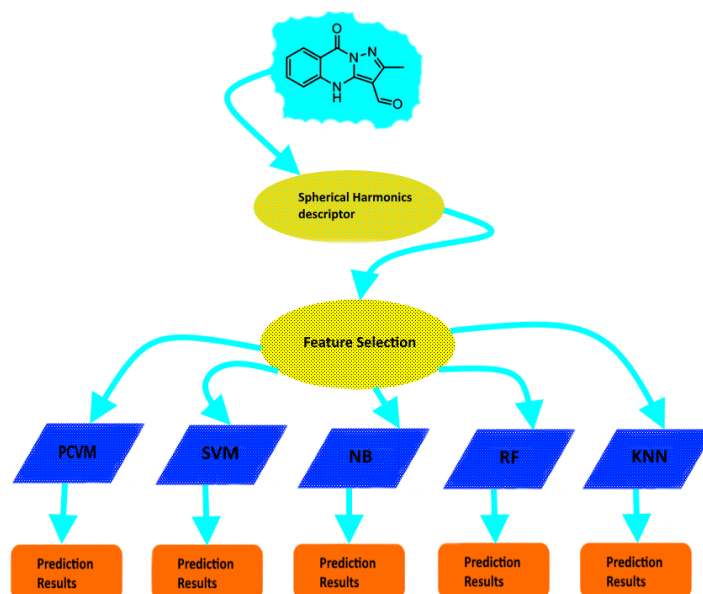 O
N
N
N
H
O
Spherical Harmonics
descriptor
Feature Selection
PCVM
SVM
NB
RF
KNN
Prediction
Results
Prediction
Results
Prediction
Results
Prediction
Results
Prediction
Results